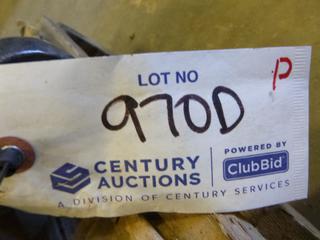 LOT NO
P
970D
CENTURY AUCTIONS
POWERED BY
ClubBid
A DIVISION OF CENTURY SERVICES